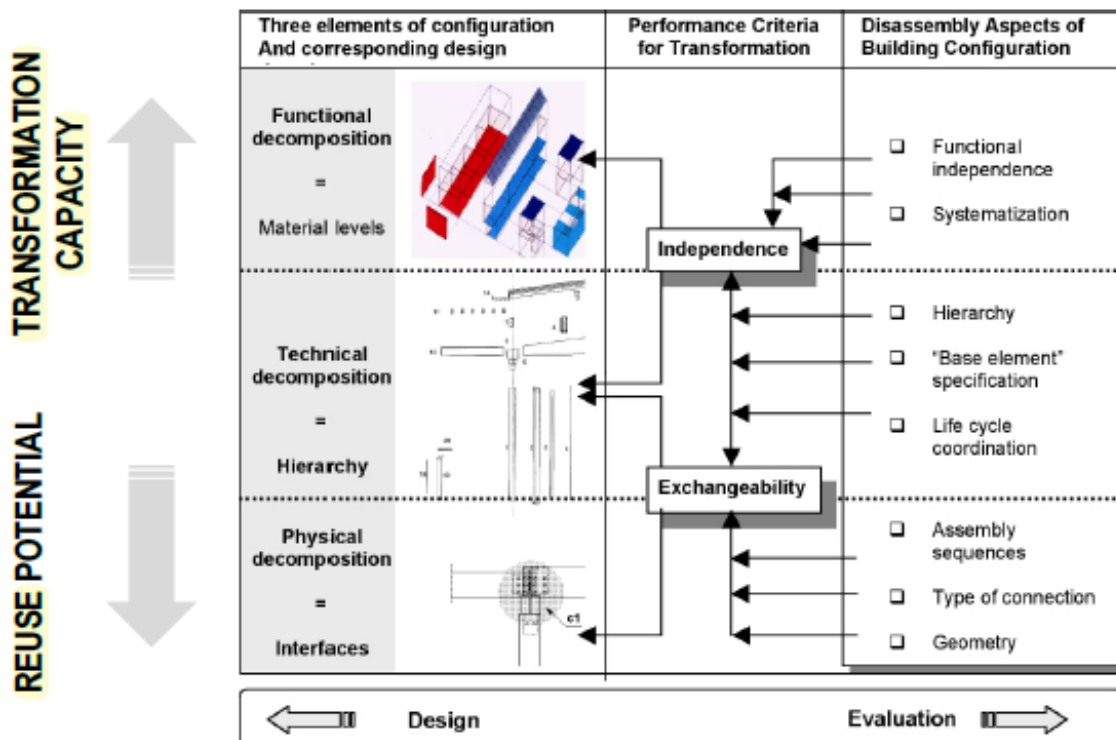 TRANSFORMATION
CAPACITY
REUSE POTENTIAL
Three elements of configuration
And corresponding design
Performance Criteria
for Transformation
Disassembly Aspects of
Building Configuration
Functional
decomposition
=
Material levels
Technical
decomposition
=
Hierarchy
Physical
decomposition
=
Interfaces
c1
Independence
Exchangeability
Functional
independence
Systematization
Hierarchy
"Base element"
specification
Life cycle
coordination
Assembly
sequences
Type of connection
Geometry
Design
Evaluation